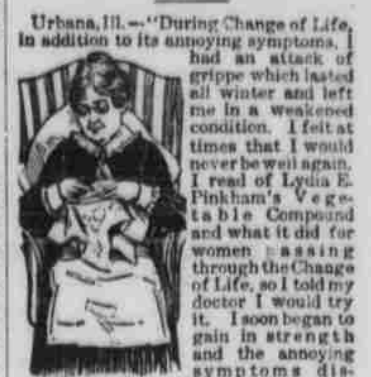 Urbana, Ill.—"During Change of Life,
in addition to its annoying symptoms, I
had an attack of
grippe which lasted
all winter and left
me in a weakened
condition. I felt at
times that I would
never be well again.
I read of Lydia E.
Pinkham's Vege-
table Compound
and what it did for
women passing
through the Change
of Life, so I told my
doctor I would try
it. I soon began to
gain in strength
and the annoying
symptoms dis-